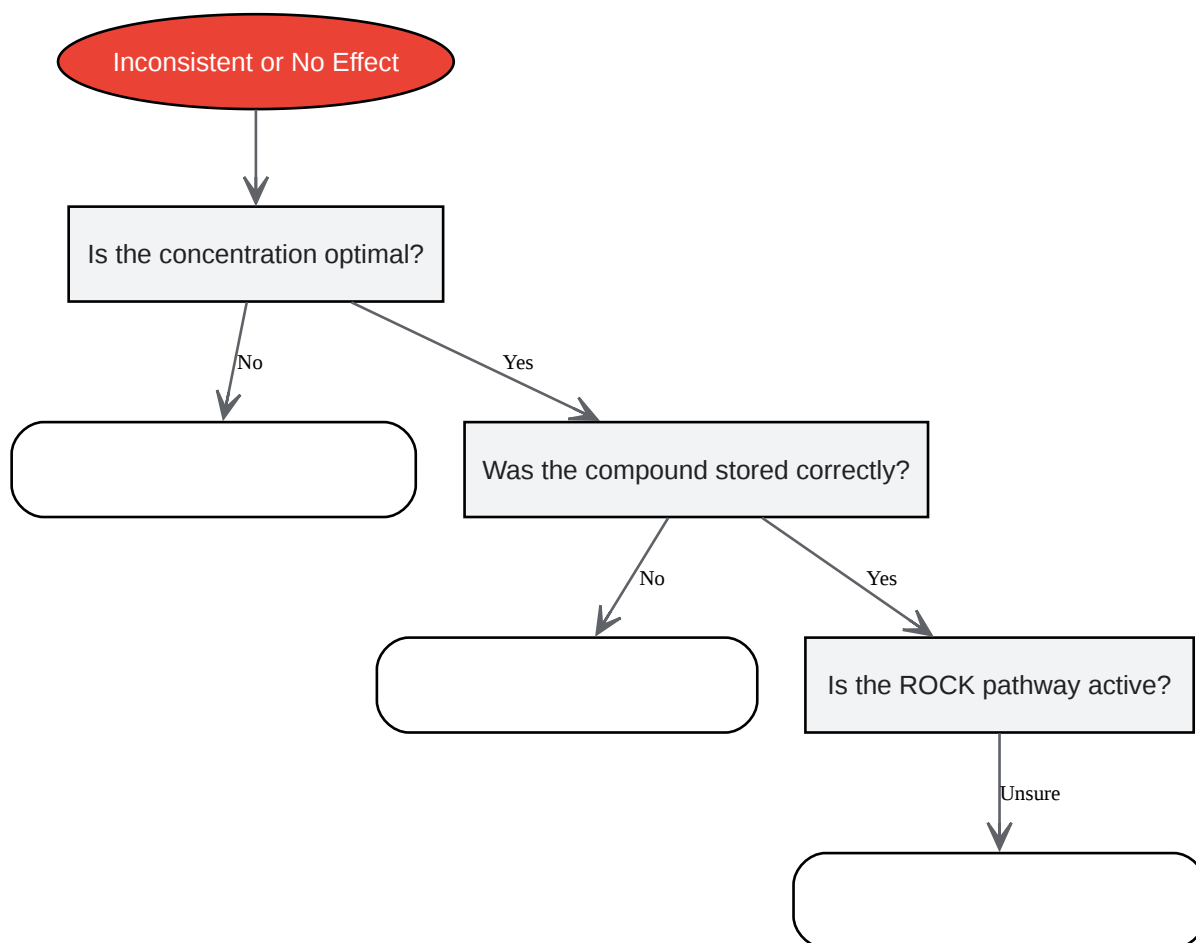 Inconsistent or No Effect
Is the concentration optimal?
No
Yes
Was the compound stored correctly?
No
Yes
Is the ROCK pathway active?
Unsure